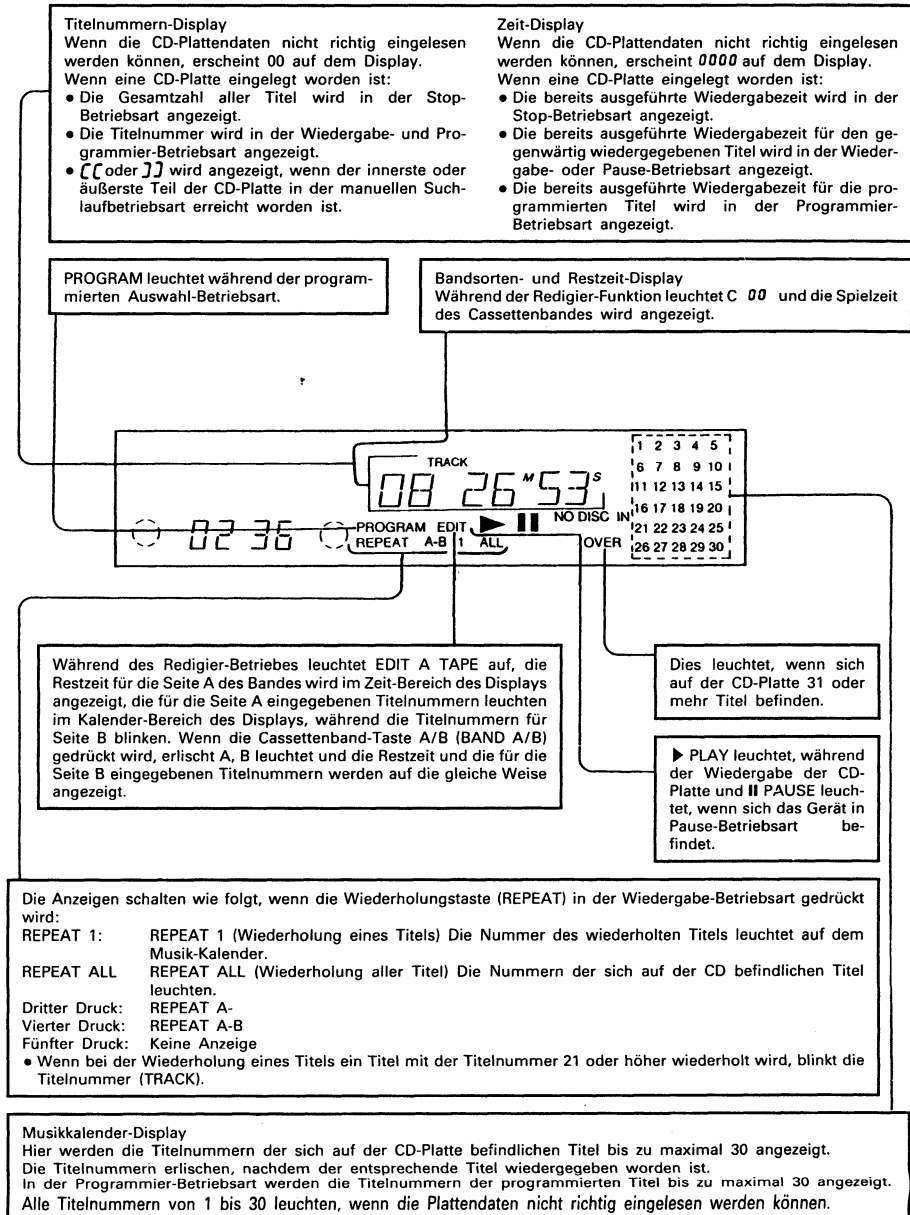 Titelnummern-Display
Wenn die CD-Plattendaten nicht richtig eingelesen
werden können, erscheint 00 auf dem Display.
Wenn eine CD-Platte eingelegt worden ist:
• Die Gesamtzahl aller Titel wird in der Stop-
Betriebsart angezeigt.
• Die Titelnummer wird in der Wiedergabe- und Pro-
grammier-Betriebsart angezeigt.
• [[ oder ]] wird angezeigt, wenn der innerste oder
äußerste Teil der CD-Platte in der manuellen Such-
laufbetriebsart erreicht worden ist.
Zeit-Display
Wenn die CD-Plattendaten nicht richtig eingelesen
werden können, erscheint 0000 auf dem Display.
Wenn eine CD-Platte eingelegt worden ist:
• Die bereits ausgeführte Wiedergabezeit wird in der
Stop-Betriebsart angezeigt.
• Die bereits ausgeführte Wiedergabezeit für den ge-
genwärtig wiedergegebenen Titel wird in der Wieder-
gabe- oder Pause-Betriebsart angezeigt.
• Die bereits ausgeführte Wiedergabezeit für die pro-
grammierten Titel wird in der Programmier-
Betriebsart angezeigt.
PROGRAM leuchtet während der program-
mierten Auswahl-Betriebsart.
Bandsorten- und Restzeit-Display
Während der Redigier-Funktion leuchtet C 00 und die Spielzeit
des Cassettenbandes wird angezeigt.
TRACK
08 26 M 53 S
NO DISC IN
02 36
PROGRAM EDIT ▶ II
REPEAT A-B 1 ALL
OVER
1 2 3 4 5
6 7 8 9 10
11 12 13 14 15
16 17 18 19 20
21 22 23 24 25
26 27 28 29 30
Während des Redigier-Betriebes leuchtet EDIT A TAPE auf, die
Restzeit für die Seite A des Bandes wird im Zeit-Bereich des Displays
angezeigt, die für die Seite A eingegebenen Titelnummern leuchten
im Kalender-Bereich des Displays, während die Titelnummern für
Seite B blinken. Wenn die Cassettenband-Taste A/B (BAND A/B)
gedrückt wird, erlischt A, B leuchtet und die Restzeit und die für die
Seite B eingegebenen Titelnummern werden auf die gleiche Weise
angezeigt.
Dies leuchtet, wenn sich
auf der CD-Platte 31 oder
mehr Titel befinden.
▶ PLAY leuchtet, während
der Wiedergabe der CD-
Platte und II PAUSE leuch-
tet, wenn sich das Gerät in
Pause-Betriebsart be-
findet.
Die Anzeigen schalten wie folgt, wenn die Wiederholungstaste (REPEAT) in der Wiedergabe-Betriebsart gedrückt
wird:
REPEAT 1: REPEAT 1 (Wiederholung eines Titels) Die Nummer des wiederholten Titels leuchtet auf dem
Musik-Kalender.
REPEAT ALL REPEAT ALL (Wiederholung aller Titel) Die Nummern der sich auf der CD befindlichen Titel
leuchten.
Dritter Druck: REPEAT A-
Vierter Druck: REPEAT A-B
Fünfter Druck: Keine Anzeige
• Wenn bei der Wiederholung eines Titels ein Titel mit der Titelnummer 21 oder höher wiederholt wird, blinkt die
Titelnummer (TRACK).
Musikkalender-Display
Hier werden die Titelnummern der sich auf der CD-Platte befindlichen Titel bis zu maximal 30 angezeigt.
Die Titelnummern erlischen, nachdem der entsprechende Titel wiedergegeben worden ist.
In der Programmier-Betriebsart werden die Titelnummern der programmierten Titel bis zu maximal 30 angezeigt.
Alle Titelnummern von 1 bis 30 leuchten, wenn die Plattendaten nicht richtig eingelesen werden können.